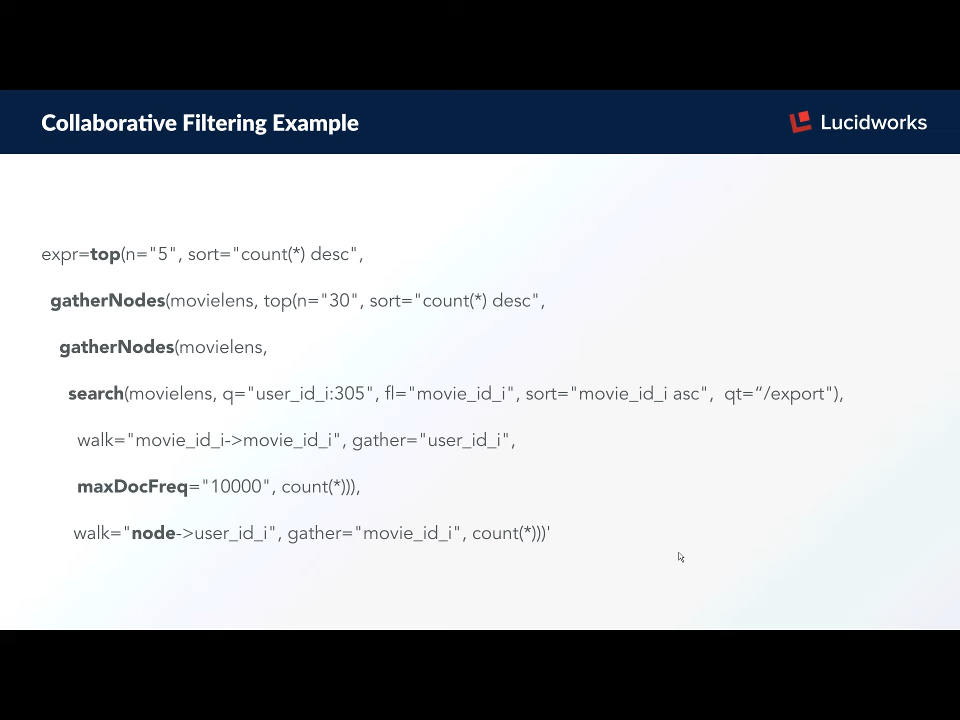 Collaborative Filtering Example
Lucidworks
expr=top(n="5", sort="count(*) desc",
gatherNodes(movielens, top(n="30", sort="count(*) desc",
gatherNodes(movielens,
search(movielens, q="user_id_i:305", fl="movie_id_i", sort="movie_id_i asc", qt=“/export"),
walk="movie_id_i->movie_id_i", gather="user_id_i",
maxDocFreq="10000", count(*))),
walk="node->user_id_i", gather="movie_id_i", count(*)))'